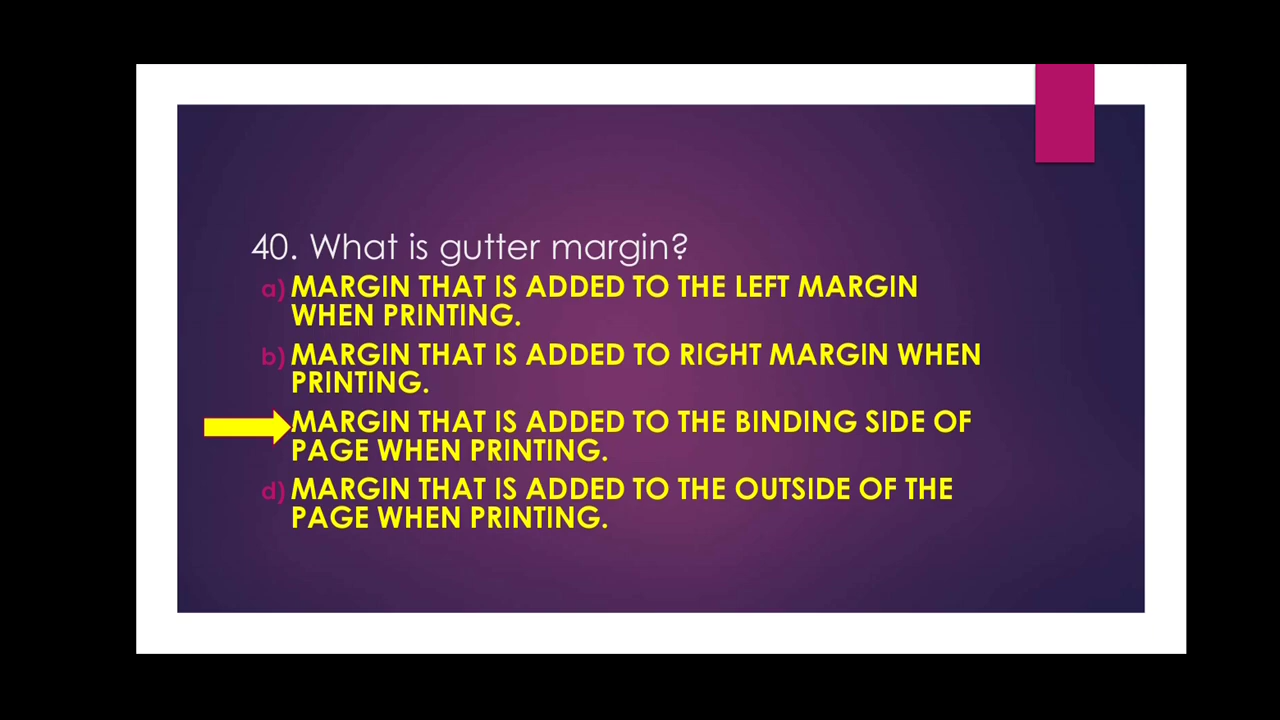 40. What is gutter margin?
a) MARGIN THAT IS ADDED TO THE LEFT MARGIN
WHEN PRINTING.
b) MARGIN THAT IS ADDED TO RIGHT MARGIN WHEN
PRINTING.
MARGIN THAT IS ADDED TO THE BINDING SIDE OF
PAGE WHEN PRINTING.
d) MARGIN THAT IS ADDED TO THE OUTSIDE OF THE
PAGE WHEN PRINTING.